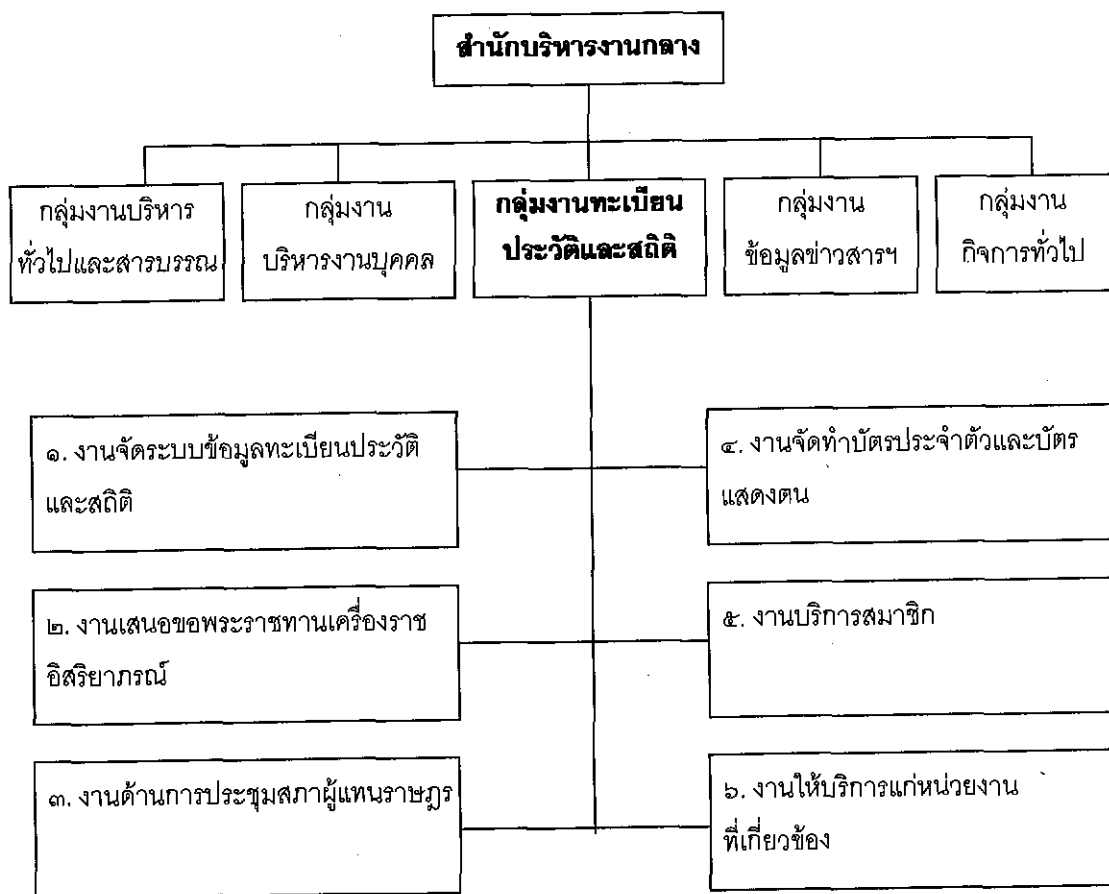 สำนักบริหารงานกลาง
กลุ่มงานบริหาร
ทั่วไปและสารบรรณ
กลุ่มงาน
บริหารงานบุคคล
กลุ่มงานทะเบียน
ประวัติและสถิติ
กลุ่มงาน
ข้อมูลข่าวสารฯ
กลุ่มงาน
กิจการทั่วไป
๑. งานจัดระบบข้อมูลทะเบียนประวัติ
และสถิติ
๒. งานเสนอขอพระราชทานเครื่องราช
อิสริยาภรณ์
๓. งานด้านการประชุมสภาผู้แทนราษฎร
๔. งานจัดทำบัตรประจำตัวและบัตร
แสดงตน
๕. งานบริการสมาชิก
๖. งานให้บริการแก่หน่วยงาน
ที่เกี่ยวข้อง